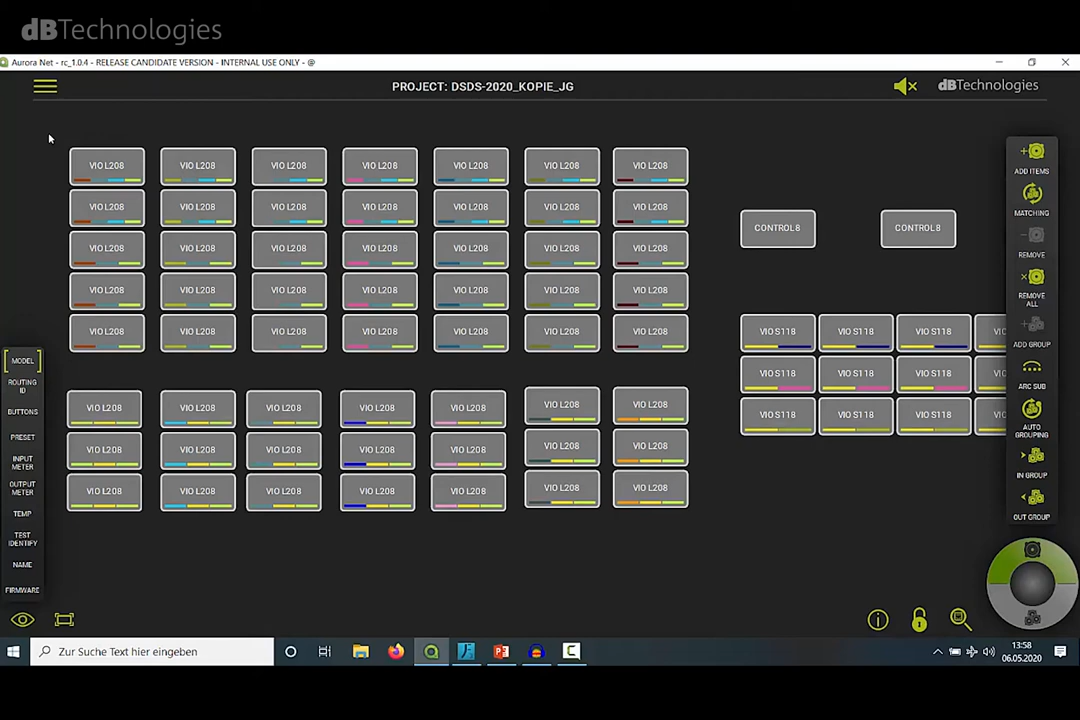 dBTechnologies
Aurora Net - rc_1.0.4 - RELEASE CANDIDATE VERSION - INTERNAL USE ONLY - @
PROJECT: DSDS-2020_KOPIE_JG
dBTechnologies
VIO L208 VIO L208 VIO L208 VIO L208 VIO L208 VIO L208 VIO L208
VIO L208 VIO L208 VIO L208 VIO L208 VIO L208 VIO L208 VIO L208
VIO L208 VIO L208 VIO L208 VIO L208 VIO L208 VIO L208 VIO L208
VIO L208 VIO L208 VIO L208 VIO L208 VIO L208 VIO L208 VIO L208
VIO L208 VIO L208 VIO L208 VIO L208 VIO L208 VIO L208 VIO L208
VIO L208 VIO L208 VIO L208 VIO L208 VIO L208 VIO L208 VIO L208
VIO L208 VIO L208 VIO L208 VIO L208 VIO L208 VIO L208 VIO L208
VIO L208 VIO L208 VIO L208 VIO L208 VIO L208 VIO L208 VIO L208
CONTROL8 CONTROL8
VIO S118 VIO S118 VIO S118 VIO
VIO S118 VIO S118 VIO S118 VIO
VIO S118 VIO S118 VIO S118 VIO
MODEL
ROUTING
ID
BUTTONS
PRESET
INPUT
METER
OUTPUT
METER
TEMP
TEST
IDENTIFY
NAME
FIRMWARE
ADD ITEMS
MATCHING
REMOVE
REMOVE
ALL
ADD GROUP
ARC SUB
AUTO
GROUPING
IN GROUP
OUT GROUP
Zur Suche Text hier eingeben
13:58
06.05.2020